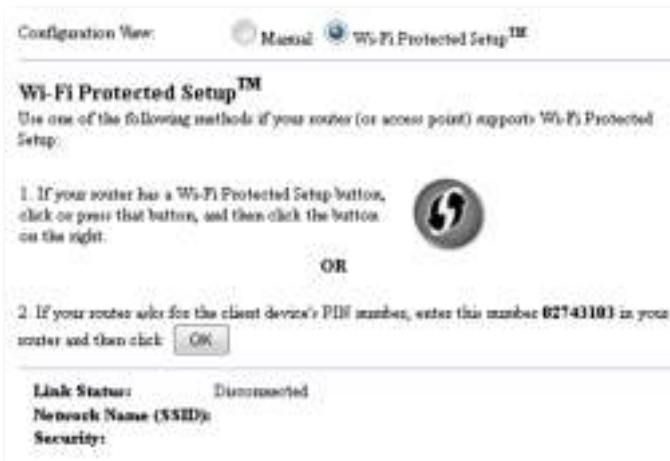 Configuration View: Manual Wi-Fi Protected Setup™
Wi-Fi Protected Setup™
Use one of the following methods if your router (or access point) supports Wi-Fi Protected
Setup:
1. If your router has a Wi-Fi Protected Setup button,
click or press that button, and then click the button
on the right.
OR
2. If your router asks for the client device's PIN number, enter this number 02743103 in your
router and then click OK
Link Status: Disconnected
Network Name (SSID):
Security: